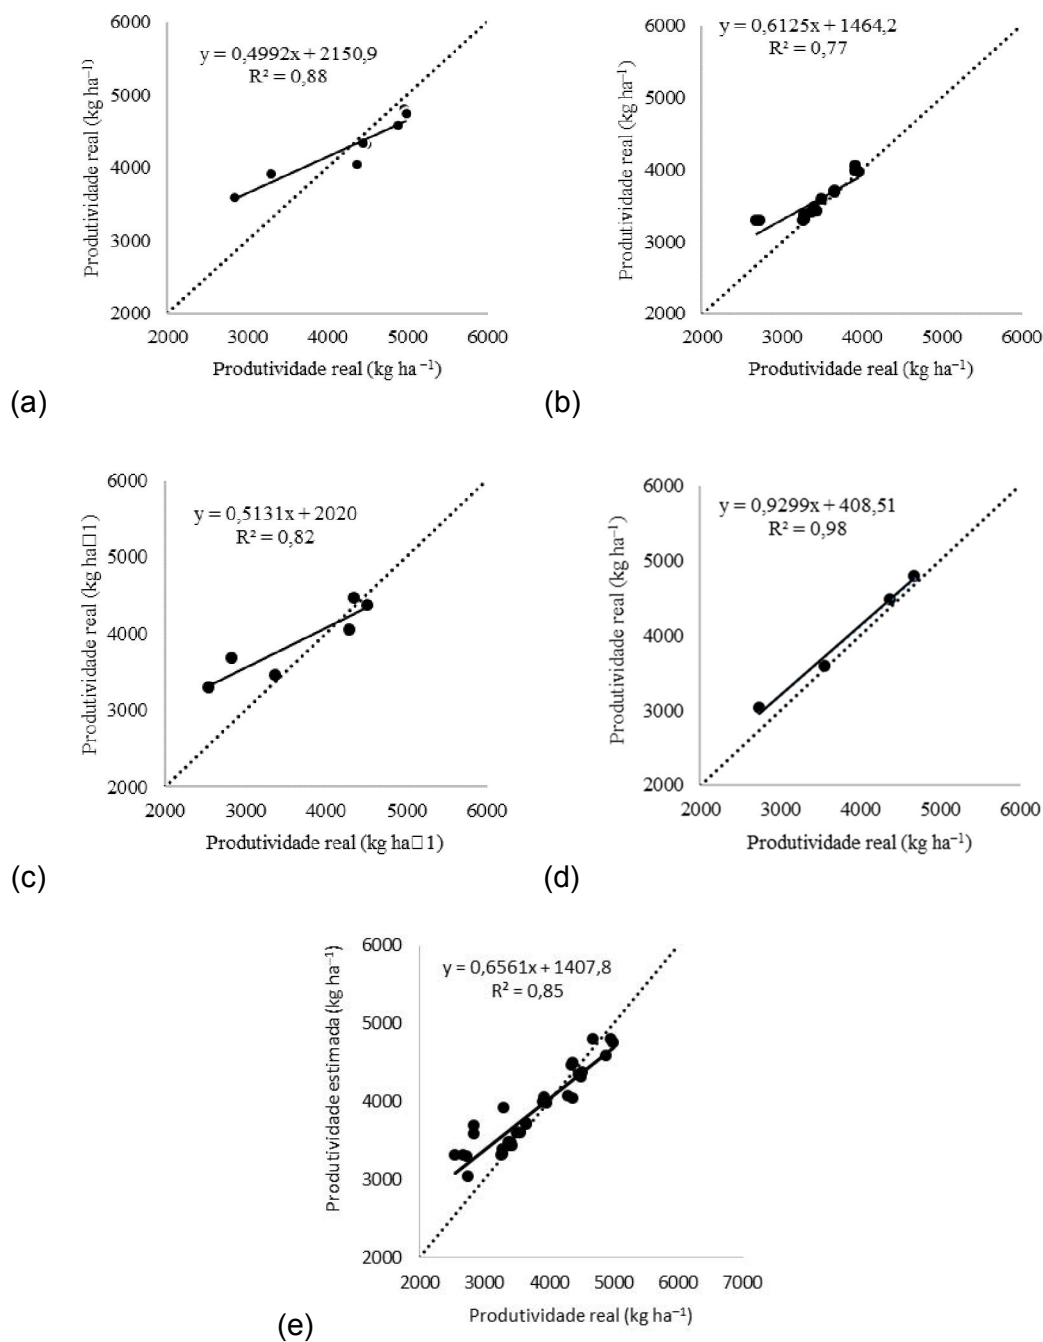 6000
y = 0,4992x + 2150,9
R² = 0,88
5000
4000
3000
2000
Produtividade real (kg ha⁻¹)
2000 3000 4000 5000 6000
Produtividade real (kg ha⁻¹)
(a)
6000
y = 0,6125x + 1464,2
R² = 0,77
5000
4000
3000
2000
Produtividade real (kg ha⁻¹)
2000 3000 4000 5000 6000
Produtividade real (kg ha⁻¹)
(b)
6000
y = 0,5131x + 2020
R² = 0,82
5000
4000
3000
2000
Produtividade real (kg ha□1)
2000 3000 4000 5000 6000
Produtividade real (kg ha□1)
(c)
6000
y = 0,9299x + 408,51
R² = 0,98
5000
4000
3000
2000
Produtividade real (kg ha⁻¹)
2000 3000 4000 5000 6000
Produtividade real (kg ha⁻¹)
(d)
6000
y = 0,6561x + 1407,8
R² = 0,85
5000
4000
3000
2000
Produtividade estimada (kg ha⁻¹)
2000 3000 4000 5000 6000 7000
Produtividade real (kg ha⁻¹)
(e)